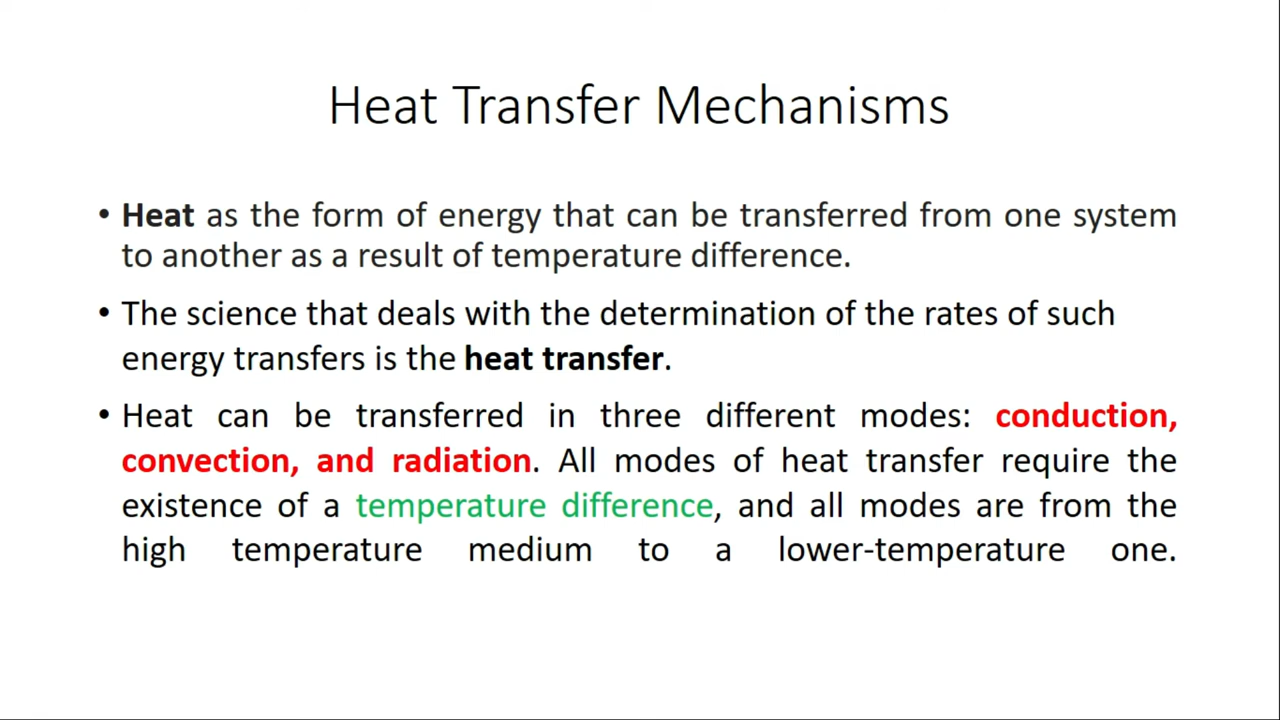 Heat Transfer Mechanisms
• Heat as the form of energy that can be transferred from one system
to another as a result of temperature difference.
• The science that deals with the determination of the rates of such
energy transfers is the heat transfer.
• Heat can be transferred in three different modes: conduction,
convection, and radiation. All modes of heat transfer require the
existence of a temperature difference, and all modes are from the
high temperature medium to a lower-temperature one.